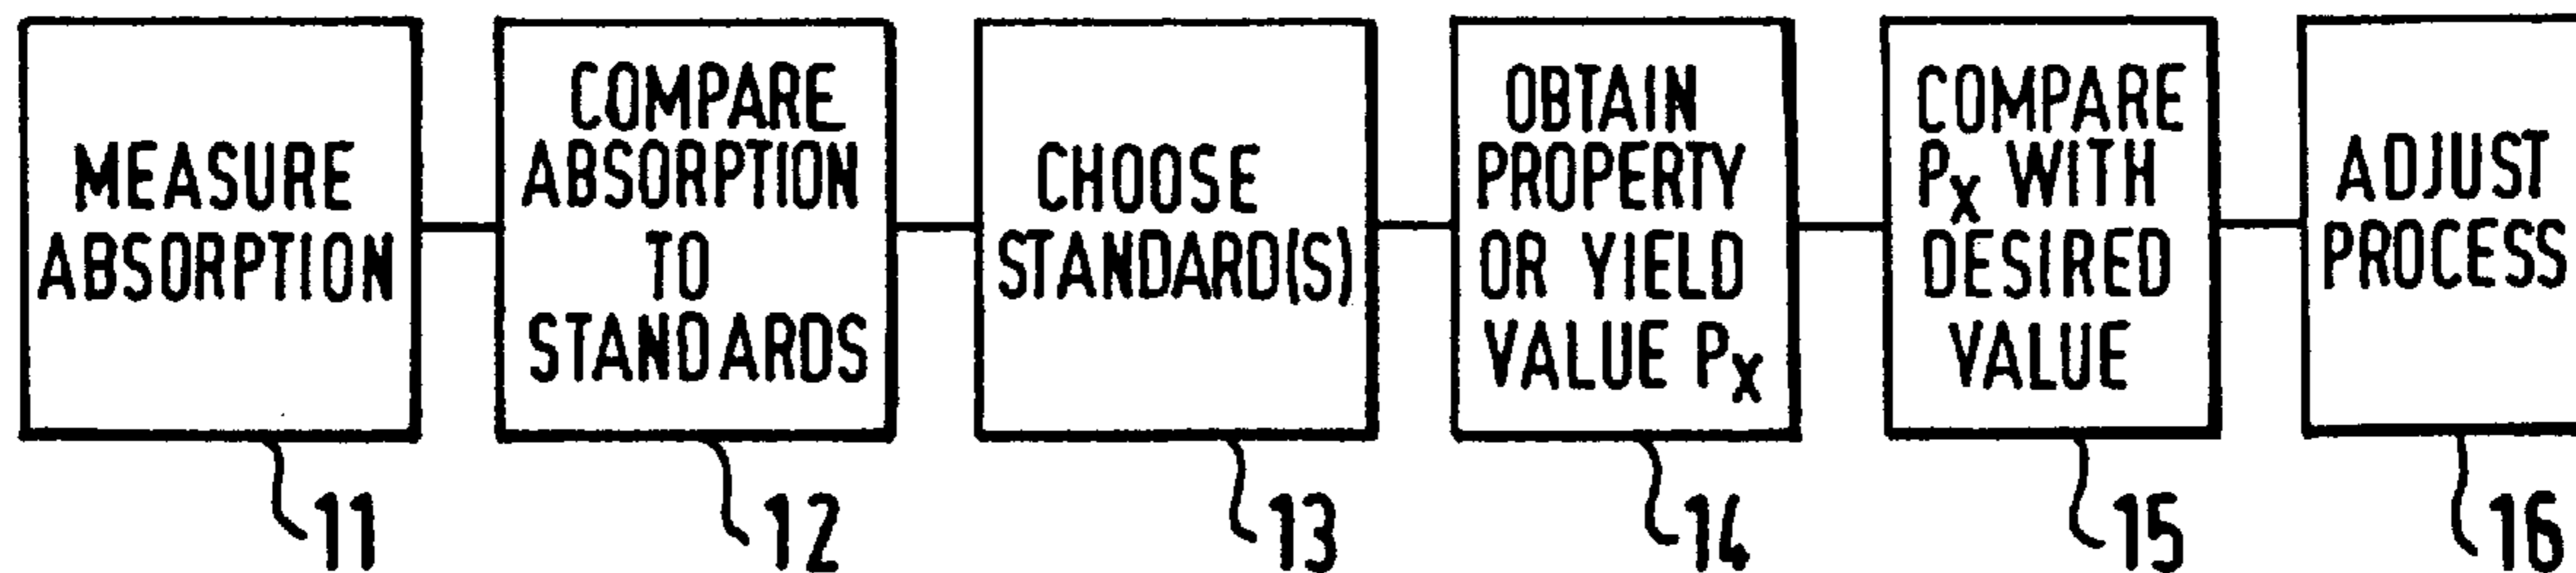 MEASURE
ABSORPTION
COMPARE
ABSORPTION
TO
STANDARDS
CHOOSE
STANDARD(S)
OBTAIN
PROPERTY
OR YIELD
VALUE PX
COMPARE
PX WITH
DESIRED
VALUE
ADJUST
PROCESS
11
12
13
14
15
16